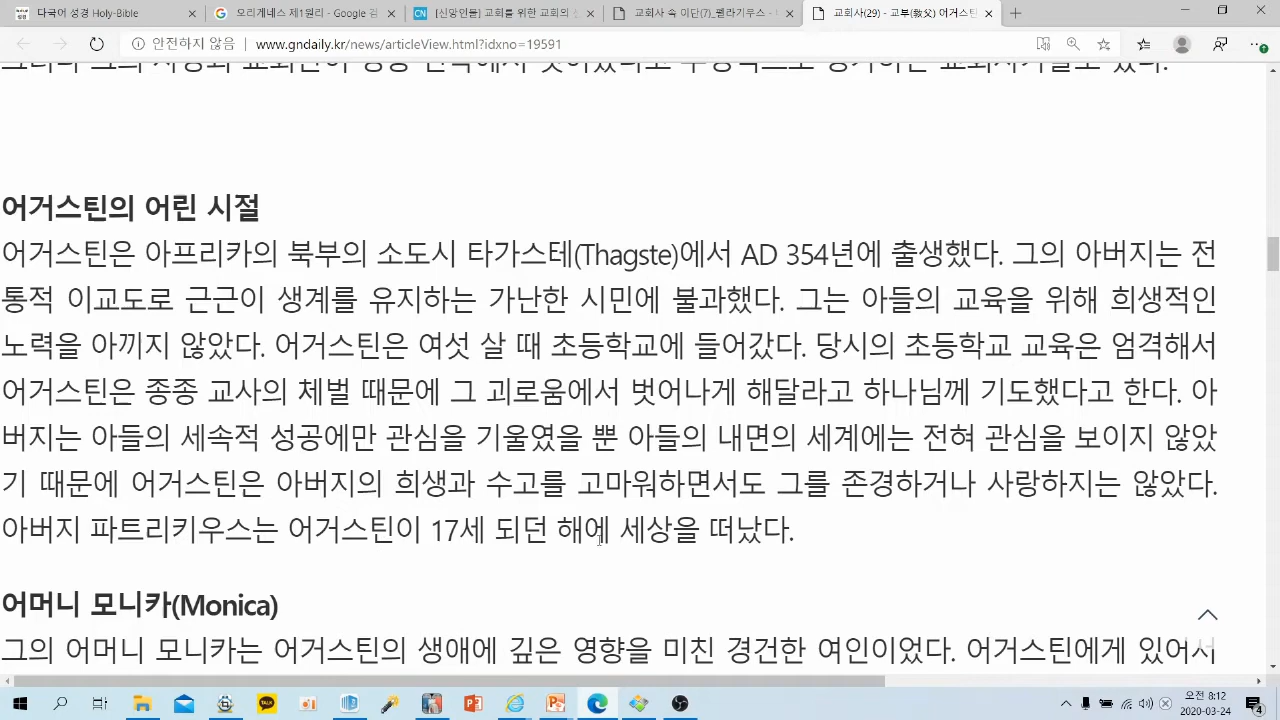 다국어 성경 Holy-Bible
오리게네스 제1원리 - Google 검
[신앙인물] 교회를 위한 교회의
교회사 속 이단(7)_펠라기우스 - 다
교회사(29) - 교부(敎父) 어거스틴
안전하지 않음 | www.gndaily.kr/news/articleView.html?idxno=19591
어거스틴의 어린 시절
어거스틴은 아프리카의 북부의 소도시 타가스테(Thagste)에서 AD 354년에 출생했다. 그의 아버지는 전
통적 이교도로 근근이 생계를 유지하는 가난한 시민에 불과했다. 그는 아들의 교육을 위해 희생적인
노력을 아끼지 않았다. 어거스틴은 여섯 살 때 초등학교에 들어갔다. 당시의 초등학교 교육은 엄격해서
어거스틴은 종종 교사의 체벌 때문에 그 괴로움에서 벗어나게 해달라고 하나님께 기도했다고 한다. 아
버지는 아들의 세속적 성공에만 관심을 기울였을 뿐 아들의 내면의 세계에는 전혀 관심을 보이지 않았
기 때문에 어거스틴은 아버지의 희생과 수고를 고마워하면서도 그를 존경하거나 사랑하지는 않았다.
아버지 파트리키우스는 어거스틴이 17세 되던 해에 세상을 떠났다.
어머니 모니카(Monica)
그의 어머니 모니카는 어거스틴의 생애에 깊은 영향을 미친 경건한 여인이었다. 어거스틴에게 있어서
오전 8:12
2020-03-24